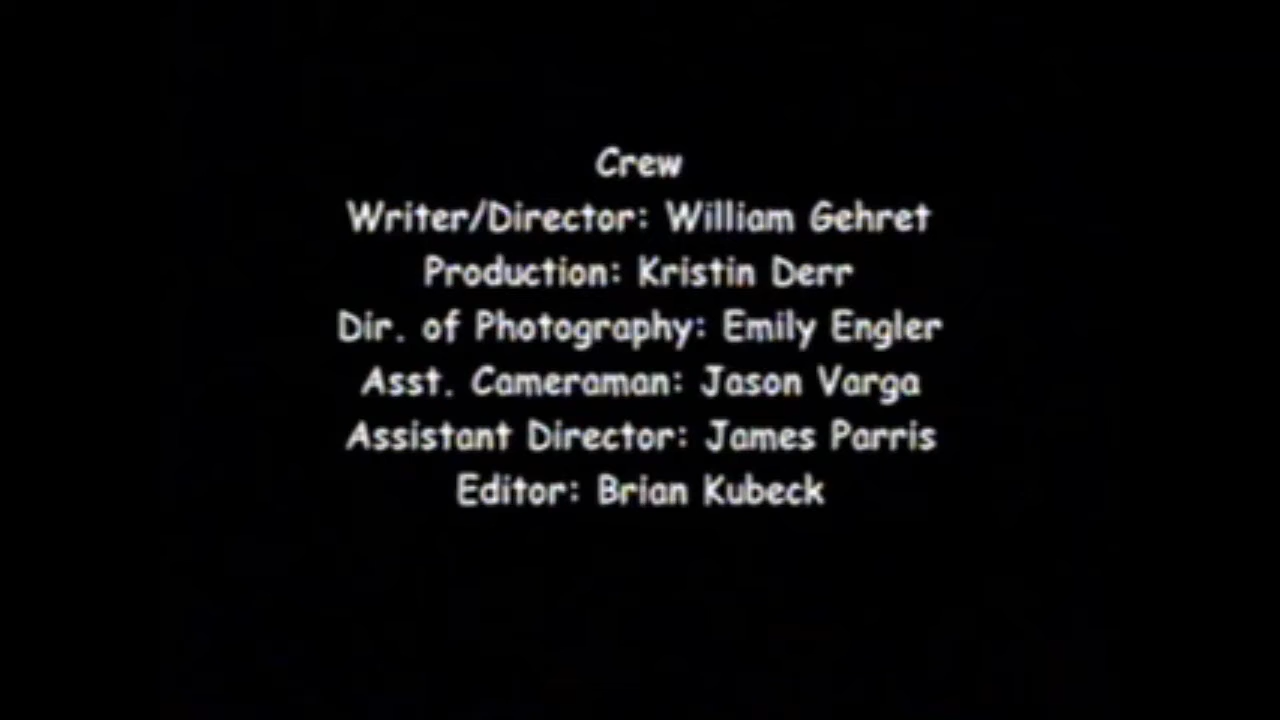 Crew
Writer/Director: William Gehret
Production: Kristin Derr
Dir. of Photography: Emily Engler
Asst. Cameraman: Jason Varga
Assistant Director: James Parris
Editor: Brian Kubeck